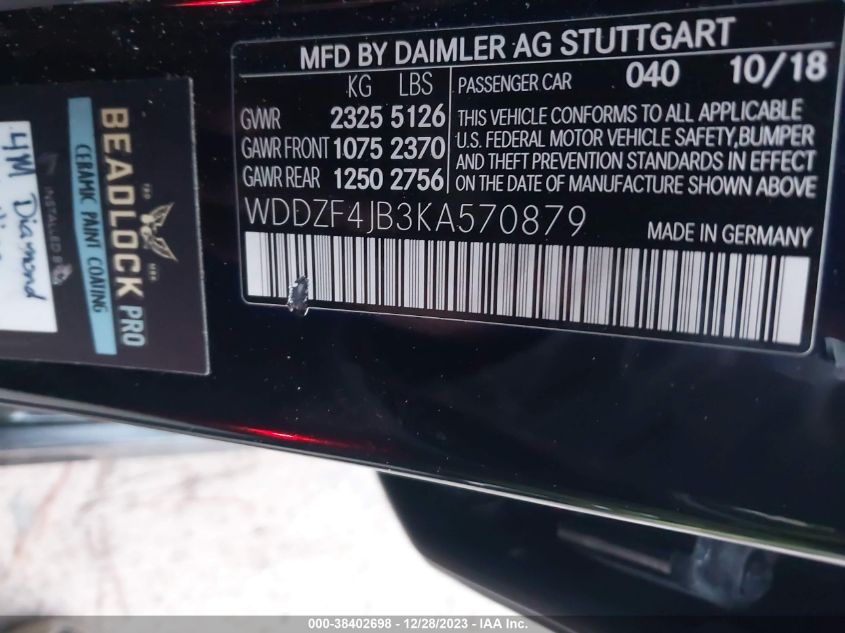 MFD BY DAIMLER AG STUTTGART
KG LBS PASSENGER CAR 040 10/18
GVWR 2325 5126
GAWR FRONT 1075 2370
GAWR REAR 1250 2756
THIS VEHICLE CONFORMS TO ALL APPLICABLE
U.S. FEDERAL MOTOR VEHICLE SAFETY,BUMPER
AND THEFT PREVENTION STANDARDS IN EFFECT
ON THE DATE OF MANUFACTURE SHOWN ABOVE
WDDZF4JB3KA570879
MADE IN GERMANY
BEADLOCK PRO
CERAMIC PAINT COATING
INSTALLED B
Diamond
000-38402698 - 12/28/2023 - IAA Inc.